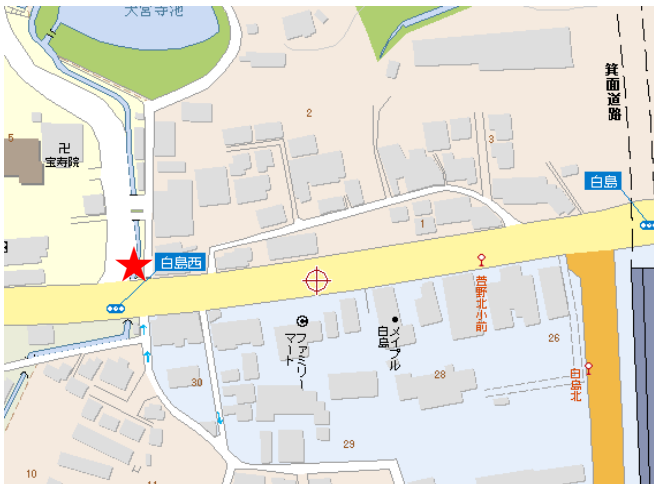 大宮寺池
箕面道路
2
5
卍
宝寿院
3
白島
1
白島西
萱野北小前
ファミリー
マート
メイプル
白島
26
30
28
白島北
29
10